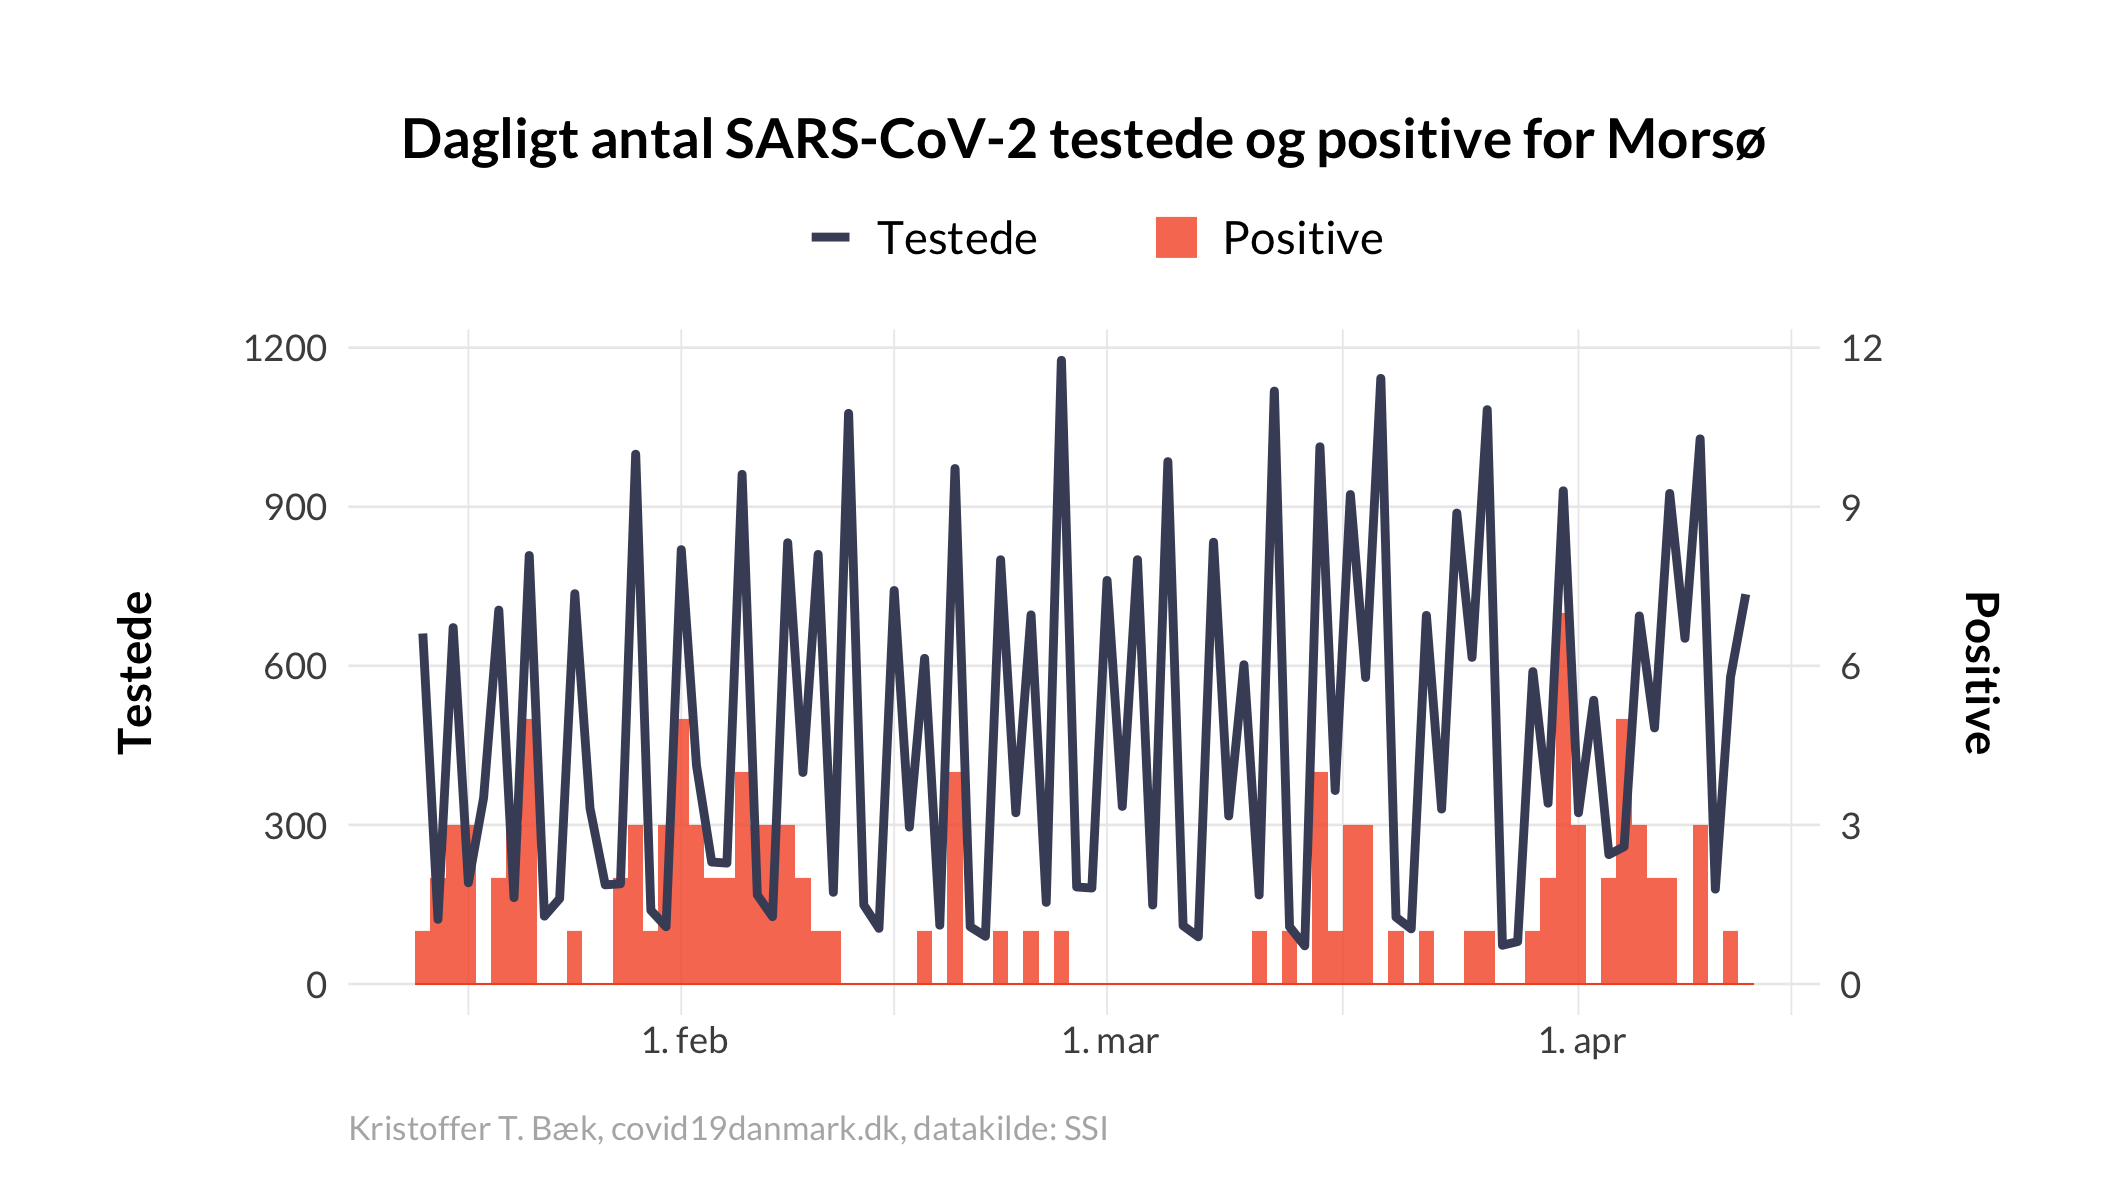 Dagligt antal SARS-CoV-2 testede og positive for Morsø
Testede Positive
1200 12
900 9
600 6
300 3
0 0
Testede
Positive
1. feb 1. mar 1. apr
Kristoffer T. Bæk, covid19danmark.dk, datakilde: SSI